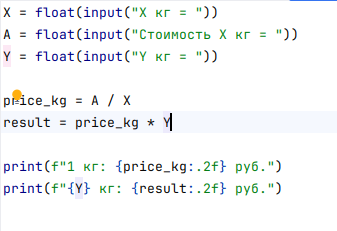 X = float(input("X кг = "))
A = float(input("Стоимость X кг = "))
Y = float(input("Y кг = "))
price_kg = A / X
result = price_kg * Y
print(f"1 кг: {price_kg:.2f} руб.")
print(f"{Y} кг: {result:.2f} руб.")